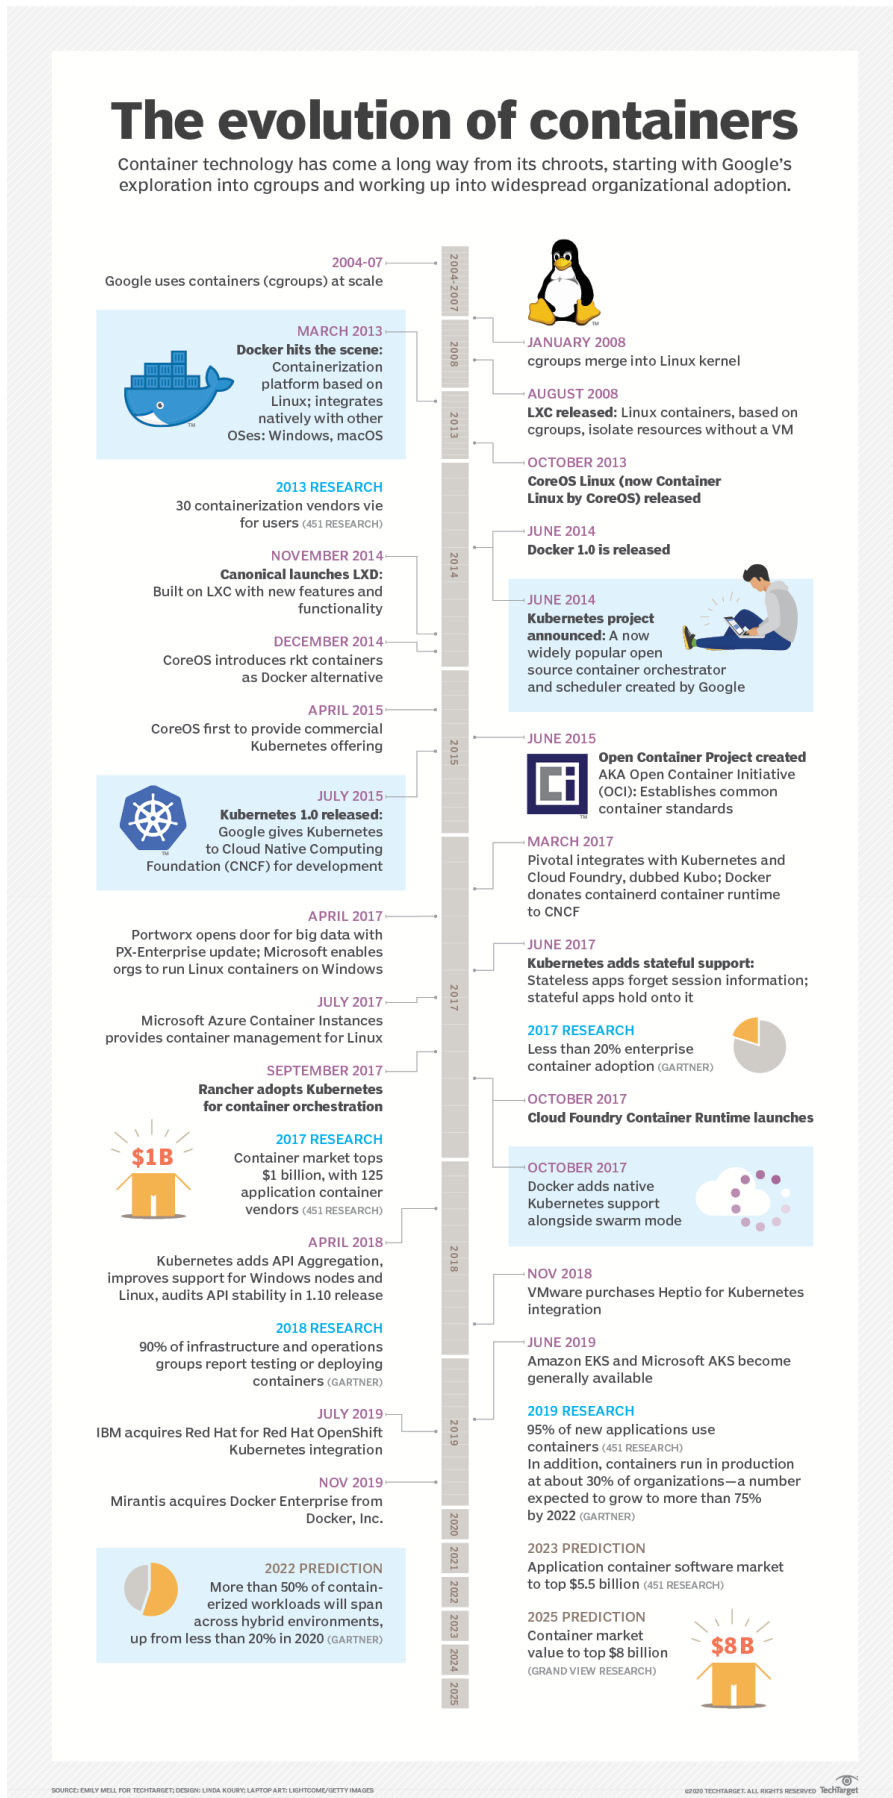 The evolution of containers
Container technology has come a long way from its chroots, starting with Google's
exploration into cgroups and working up into widespread organizational adoption.
2004-07
Google uses containers (cgroups) at scale
2004-2007
JANUARY 2008
cgroups merge into Linux kernel
2008
AUGUST 2008
LXC released: Linux containers, based on
cgroups, isolate resources without a VM
MARCH 2013
Docker hits the scene:
Containerization
platform based on
Linux; integrates
natively with other
OSes: Windows, macOS
TM
TM
2013
OCTOBER 2013
CoreOS Linux (now Container
Linux by CoreOS) released
2013 RESEARCH
30 containerization vendors vie
for users (451 RESEARCH)
JUNE 2014
Docker 1.0 is released
2014
JUNE 2014
Kubernetes project
announced: A now
widely popular open
source container orchestrator
and scheduler created by Google
NOVEMBER 2014
Canonical launches LXD:
Built on LXC with new features and
functionality
DECEMBER 2014
CoreOS introduces rkt containers
as Docker alternative
APRIL 2015
CoreOS first to provide commercial
Kubernetes offering
2015
JUNE 2015
Open Container Project created
AKA Open Container Initiative
(OCI): Establishes common
container standards
TM
JULY 2015
Kubernetes 1.0 released:
Google gives Kubernetes
to Cloud Native Computing
Foundation (CNCF) for development
TM
MARCH 2017
Pivotal integrates with Kubernetes and
Cloud Foundry, dubbed Kubo; Docker
donates containerd container runtime
to CNCF
APRIL 2017
Portworx opens door for big data with
PX-Enterprise update; Microsoft enables
orgs to run Linux containers on Windows
2017
JUNE 2017
Kubernetes adds stateful support:
Stateless apps forget session information;
stateful apps hold onto it
JULY 2017
Microsoft Azure Container Instances
provides container management for Linux
2017 RESEARCH
Less than 20% enterprise
container adoption (GARTNER)
SEPTEMBER 2017
Rancher adopts Kubernetes
for container orchestration
OCTOBER 2017
Cloud Foundry Container Runtime launches
2017 RESEARCH
Container market tops
$1 billion, with 125
application container
vendors (451 RESEARCH)
$1B
OCTOBER 2017
Docker adds native
Kubernetes support
alongside swarm mode
APRIL 2018
Kubernetes adds API Aggregation,
improves support for Windows nodes and
Linux, audits API stability in 1.10 release
2018
NOV 2018
VMware purchases Heptio for Kubernetes
integration
2018 RESEARCH
90% of infrastructure and operations
groups report testing or deploying
containers (GARTNER)
JUNE 2019
Amazon EKS and Microsoft AKS become
generally available
JULY 2019
IBM acquires Red Hat for Red Hat OpenShift
Kubernetes integration
2019
2019 RESEARCH
95% of new applications use
containers (451 RESEARCH)
In addition, containers run in production
at about 30% of organizations—a number
expected to grow to more than 75%
by 2022 (GARTNER)
NOV 2019
Mirantis acquires Docker Enterprise from
Docker, Inc.
2020
2021
2022
2023
2024
2025
2022 PREDICTION
More than 50% of contain-
erized workloads will span
across hybrid environments,
up from less than 20% in 2020 (GARTNER)
2023 PREDICTION
Application container software market
to top $5.5 billion (451 RESEARCH)
2025 PREDICTION
Container market
value to top $8 billion
(GRAND VIEW RESEARCH)
$8B
SOURCE: EMILY MELL FOR TECHTARGET; DESIGN: LINDA KOURY; LAPTOP ART: LIGHTCOME/GETTY IMAGES
©2020 TECHTARGET. ALL RIGHTS RESERVED TechTarget